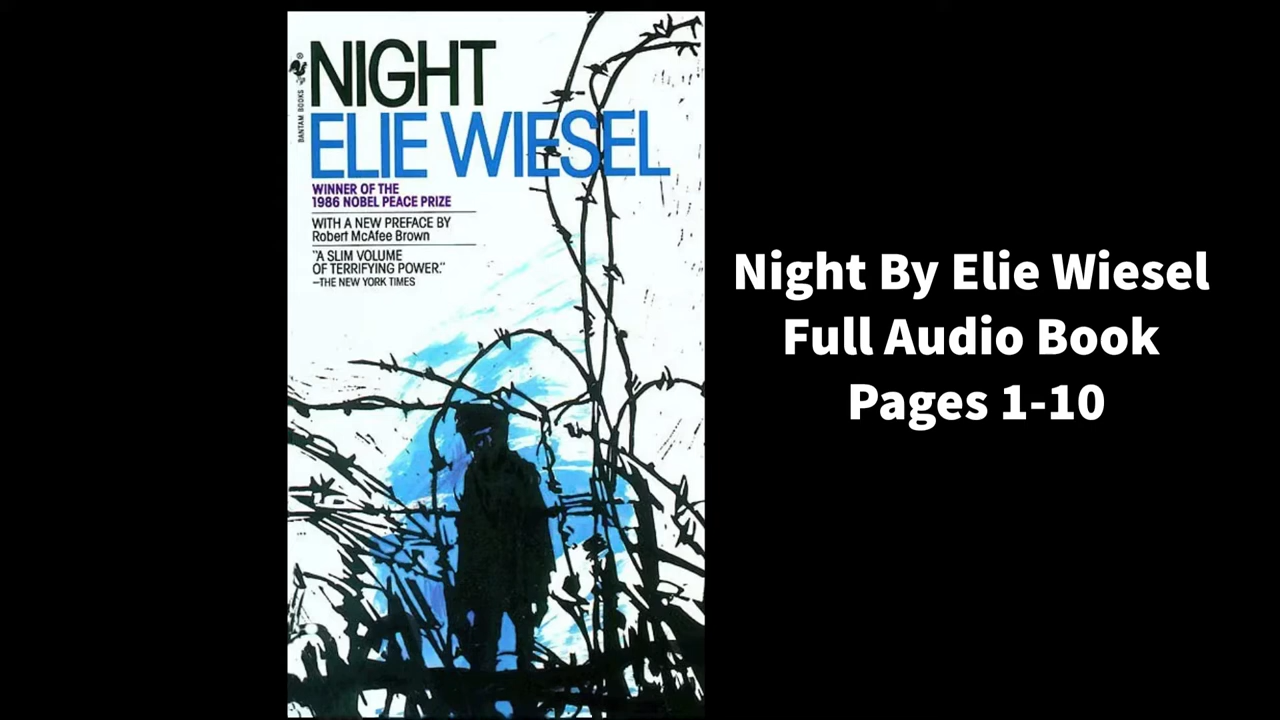 NIGHT
ELIE WIESEL
BANTAM BOOKS
®
WINNER OF THE
1986 NOBEL PEACE PRIZE
WITH A NEW PREFACE BY
Robert McAfee Brown
"A SLIM VOLUME
OF TERRIFYING POWER."
—THE NEW YORK TIMES
Night By Elie Wiesel
Full Audio Book
Pages 1-10